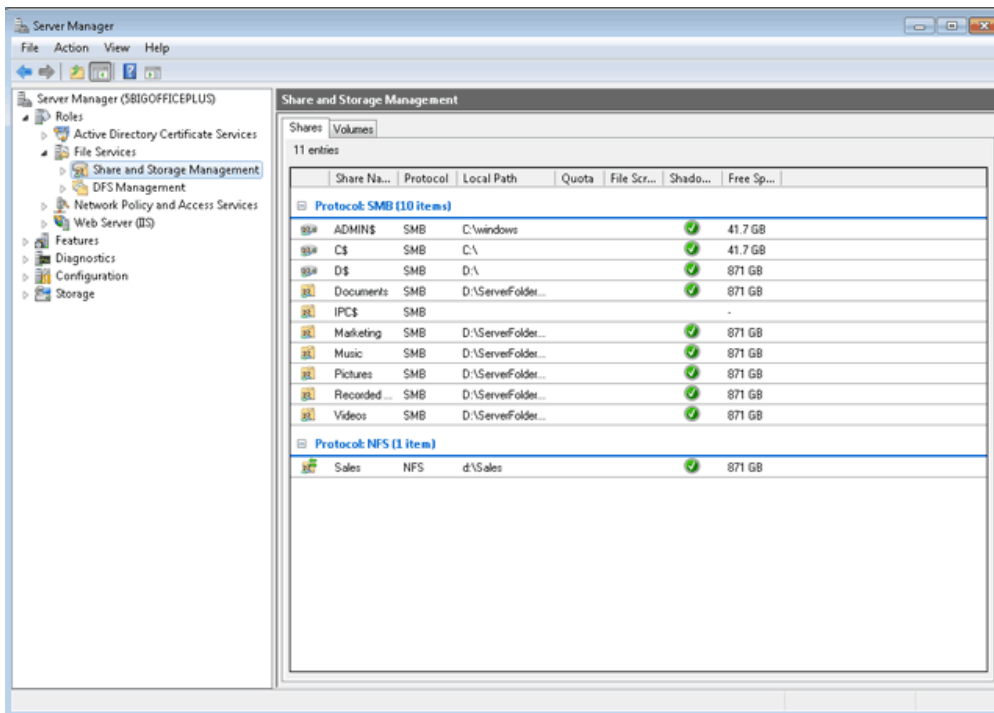 Server Manager
File Action View Help
Server Manager (5BIGOFFICEPLUS)
Roles
Active Directory Certificate Services
File Services
Share and Storage Management
DFS Management
Network Policy and Access Services
Web Server (IIS)
Features
Diagnostics
Configuration
Storage
Share and Storage Management
Shares Volumes
11 entries
Share Na... Protocol Local Path Quota File Scr... Shado... Free Sp...
Protocol: SMB (10 items)
ADMIN$ SMB C:\windows 41.7 GB
C$ SMB C:\ 41.7 GB
D$ SMB D:\ 871 GB
Documents SMB D:\ServerFolder... 871 GB
IPC$ SMB -
Marketing SMB D:\ServerFolder... 871 GB
Music SMB D:\ServerFolder... 871 GB
Pictures SMB D:\ServerFolder... 871 GB
Recorded ... SMB D:\ServerFolder... 871 GB
Videos SMB D:\ServerFolder... 871 GB
Protocol: NFS (1 item)
Sales NFS d:\Sales 871 GB